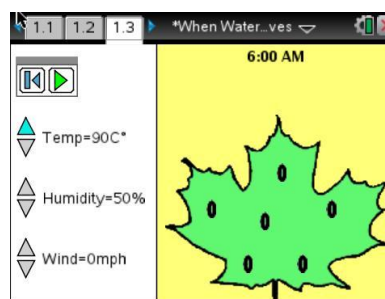 1.1 1.2 1.3 *When Water...ves
6:00 AM
Temp=90C°
Humidity=50%
Wind=0mph